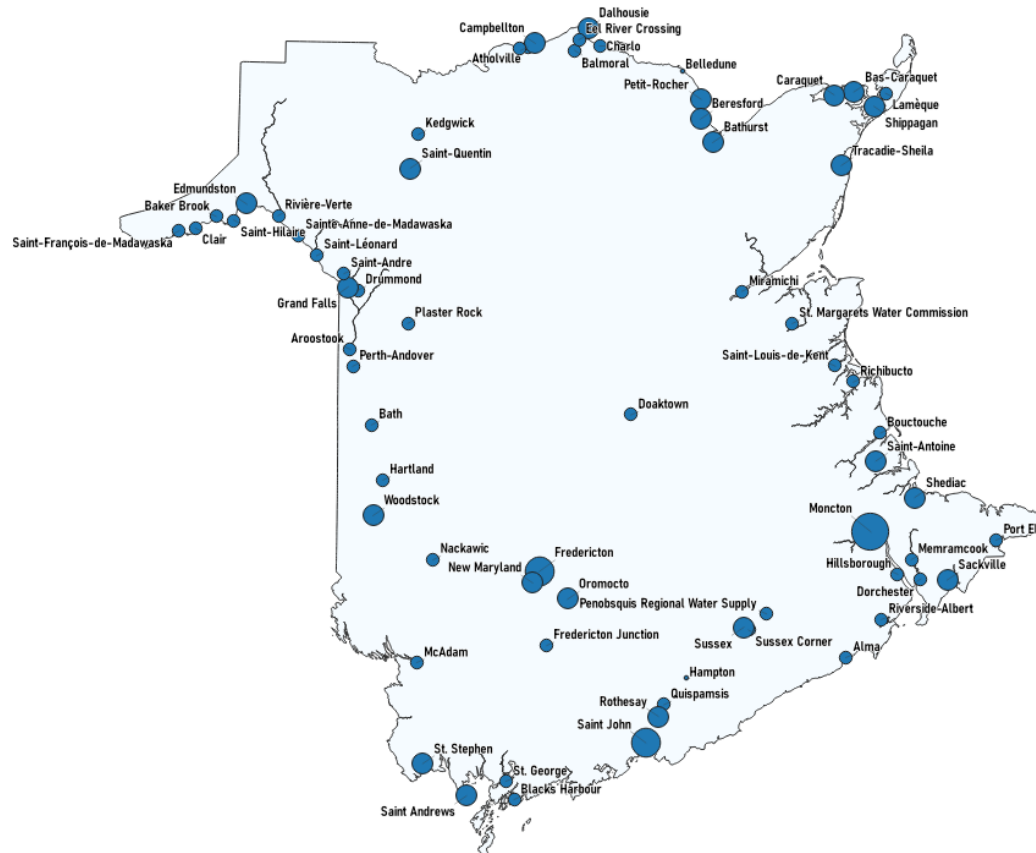 Dalhousie
Campbellton
Eel River Crossing
Charlo
Atholville
Balmoral
Belledune
Petit-Rocher
Caraquet
Bas-Caraquet
Beresford
Lamèque
Shippagan
Kedgwick
Bathurst
Saint-Quentin
Tracadie-Sheila
Edmundston
Baker Brook
Rivière-Verte
Sainte-Anne-de-Madawaska
Saint-Hilaire
Clair
Saint-François-de-Madawaska
Saint-Léonard
Saint-Andre
Drummond
Miramichi
Grand Falls
Plaster Rock
St. Margarets Water Commission
Aroostook
Perth-Andover
Saint-Louis-de-Kent
Richibucto
Bath
Doaktown
Bouctouche
Saint-Antoine
Hartland
Woodstock
Shediac
Moncton
Port El
Nackawic
Fredericton
Memramcook
New Maryland
Hillsborough
Sackville
Oromocto
Dorchester
Penobsquis Regional Water Supply
Riverside-Albert
Fredericton Junction
Sussex
Sussex Corner
McAdam
Alma
Hampton
Quispamsis
Rothesay
Saint John
St. Stephen
St. George
Blacks Harbour
Saint Andrews